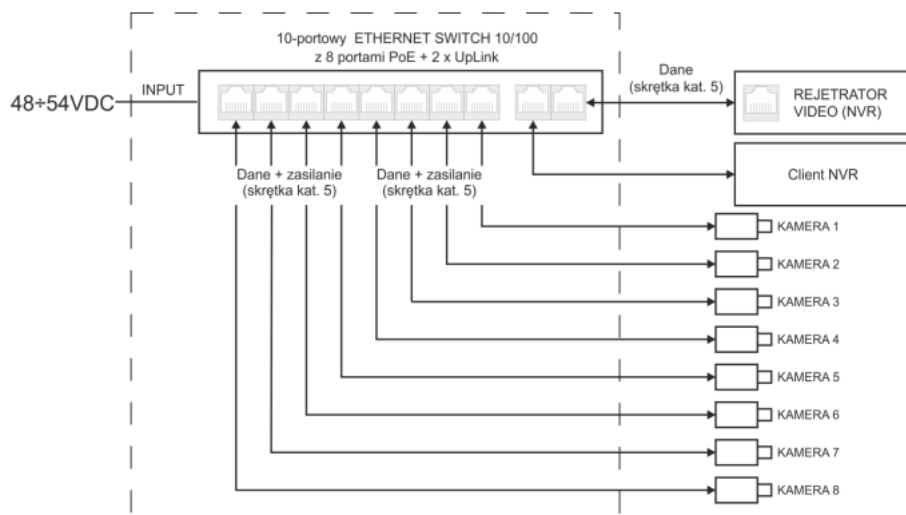 10-portowy ETHERNET SWITCH 10/100
z 8 portami PoE + 2 x UpLink
48÷54VDC
INPUT
Dane
(skrętka kat. 5)
REJETRATOR
VIDEO (NVR)
Client NVR
Dane + zasilanie
(skrętka kat. 5)
Dane + zasilanie
(skrętka kat. 5)
KAMERA 1
KAMERA 2
KAMERA 3
KAMERA 4
KAMERA 5
KAMERA 6
KAMERA 7
KAMERA 8